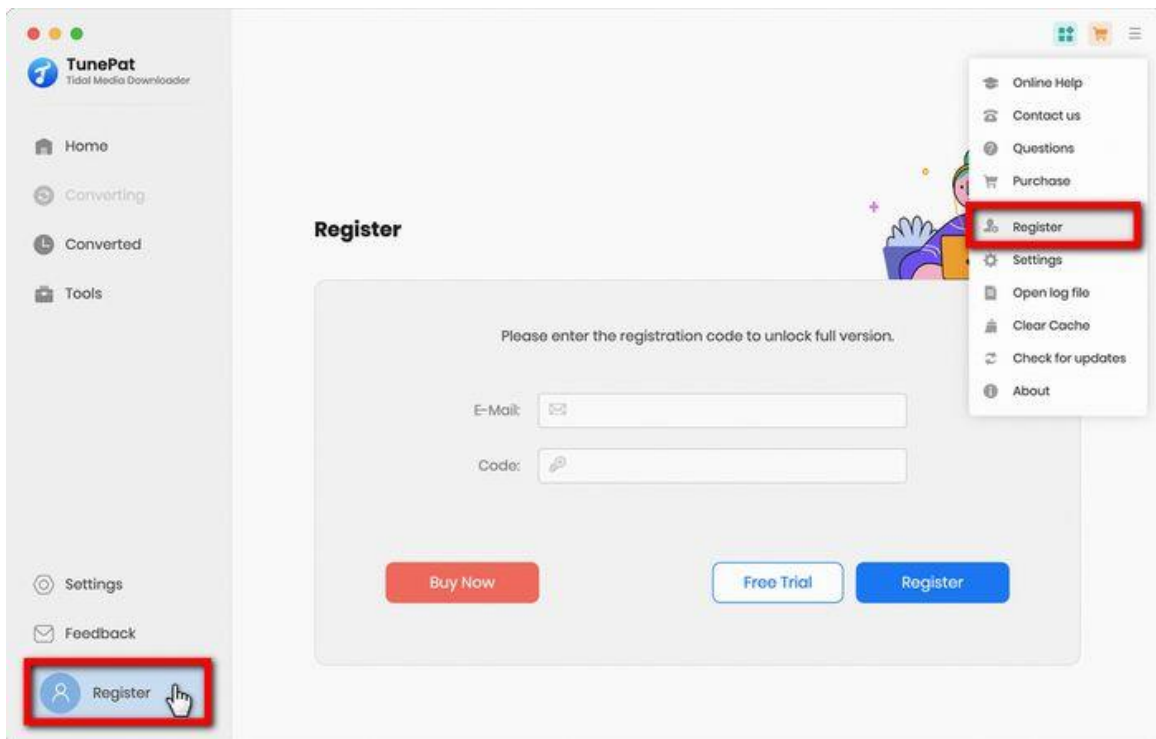 TunePat
Tidal Media Downloader
Home
Converting
Converted
Tools
Settings
Feedback
Register
Register
Please enter the registration code to unlock full version.
E-Mail:
Code:
Buy Now
Free Trial
Register
Online Help
Contact us
Questions
Purchase
Register
Settings
Open log file
Clear Cache
Check for updates
About